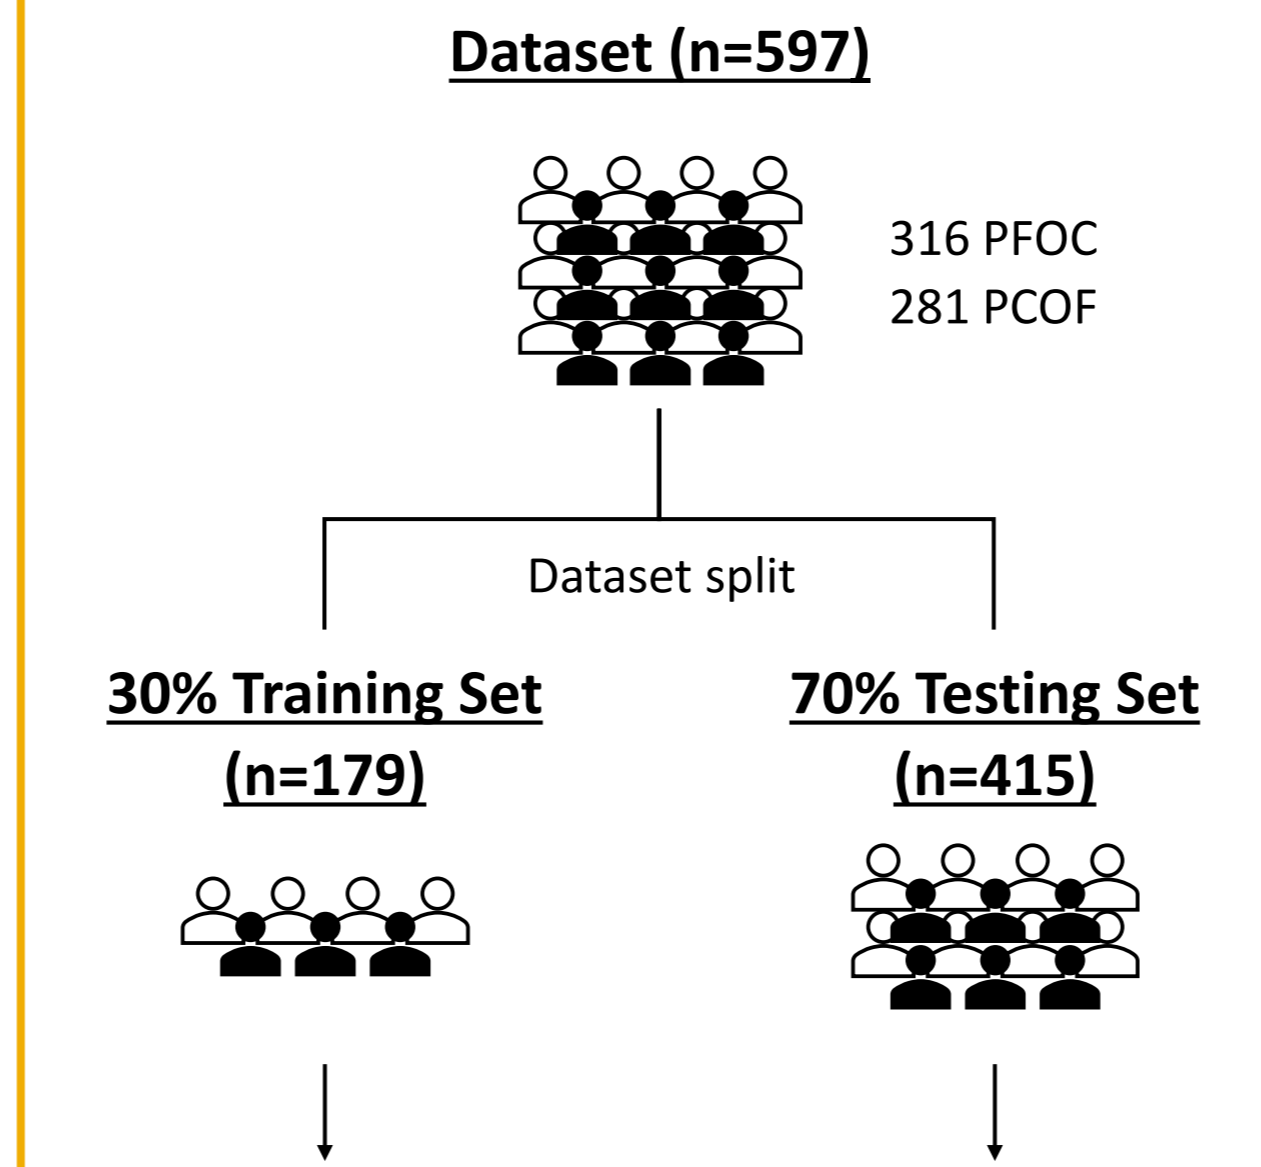 Dataset (n=597)
316 PFOC
281 PCOF
Dataset split
30% Training Set
(n=179)
70% Testing Set
(n=415)